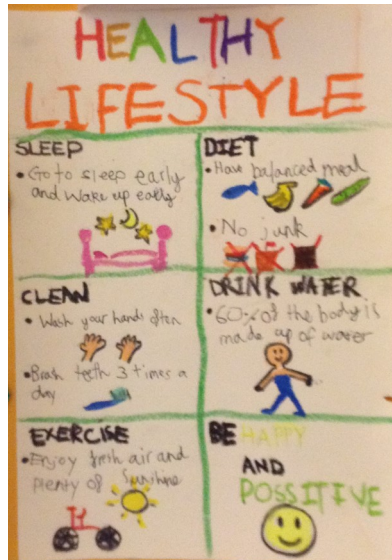 HEALTHY
LIFESTYLE
SLEEP
• Go to sleep early
and wake up early
DIET
• Have balanced meal
• No junk
CLEAN
• Wash your hands often
• Brush teeth 3 times a
day
DRINK WATER
• 60% of the body is
made up of water
EXERCISE
• Enjoy fresh air and
plenty of Sunshine
BE HAPPY
AND
POSSITIVE